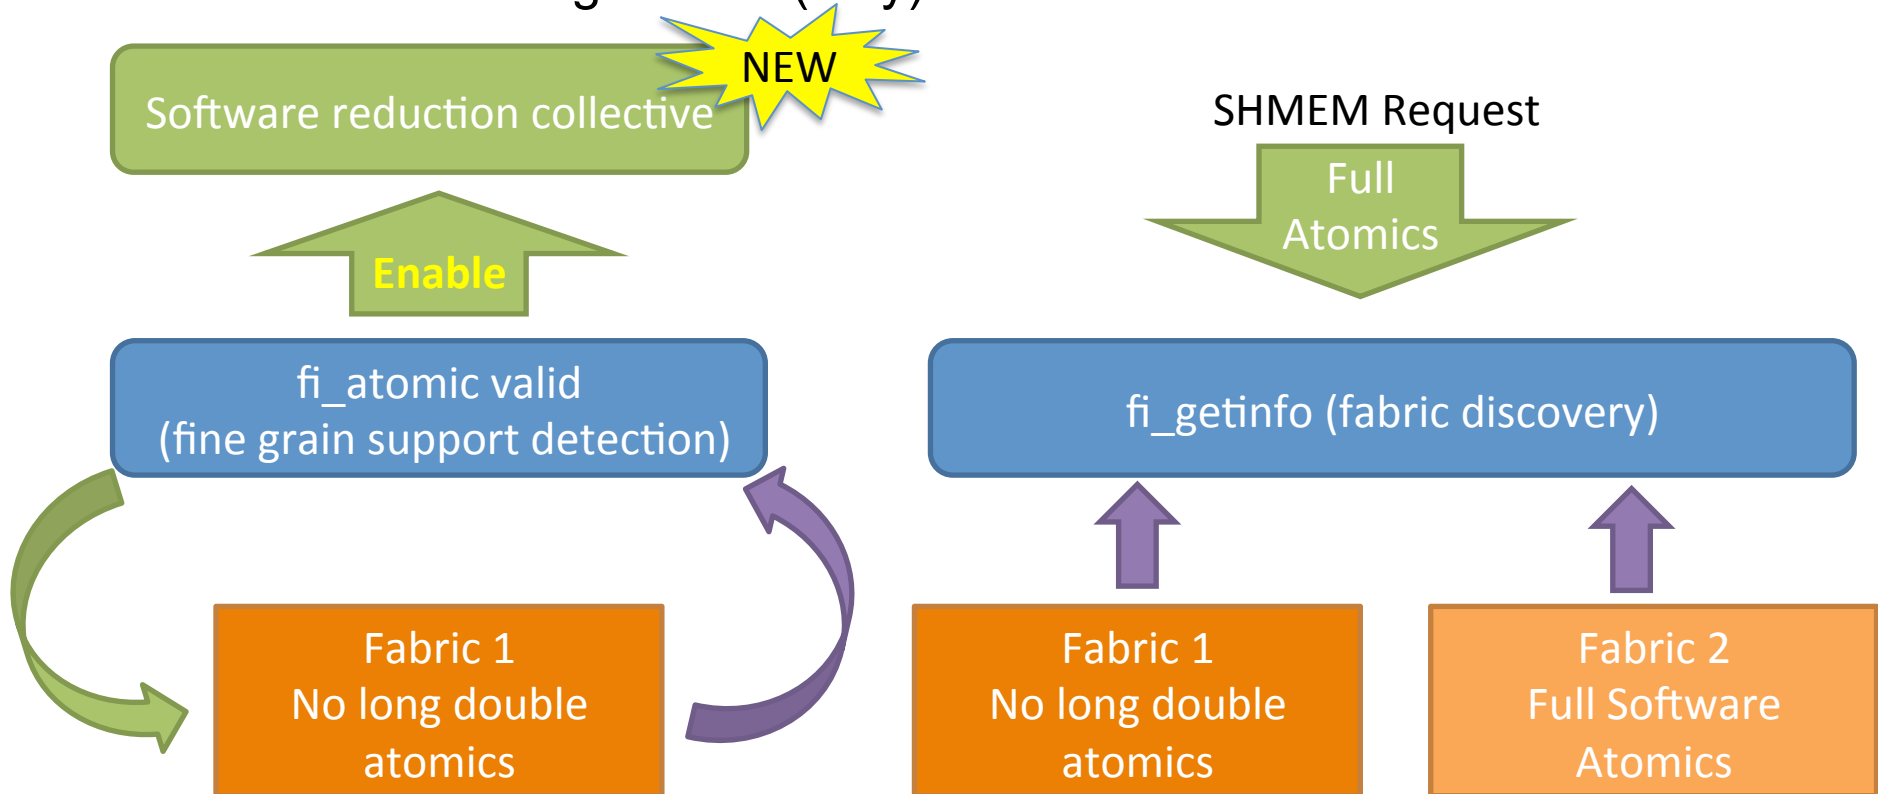 NEW
Software reduction collective
Enable
fi_atomic valid
(fine grain support detection)
Fabric 1
No long double
atomics
SHMEM Request
Full
Atomics
fi_getinfo (fabric discovery)
Fabric 1
No long double
atomics
Fabric 2
Full Software
Atomics